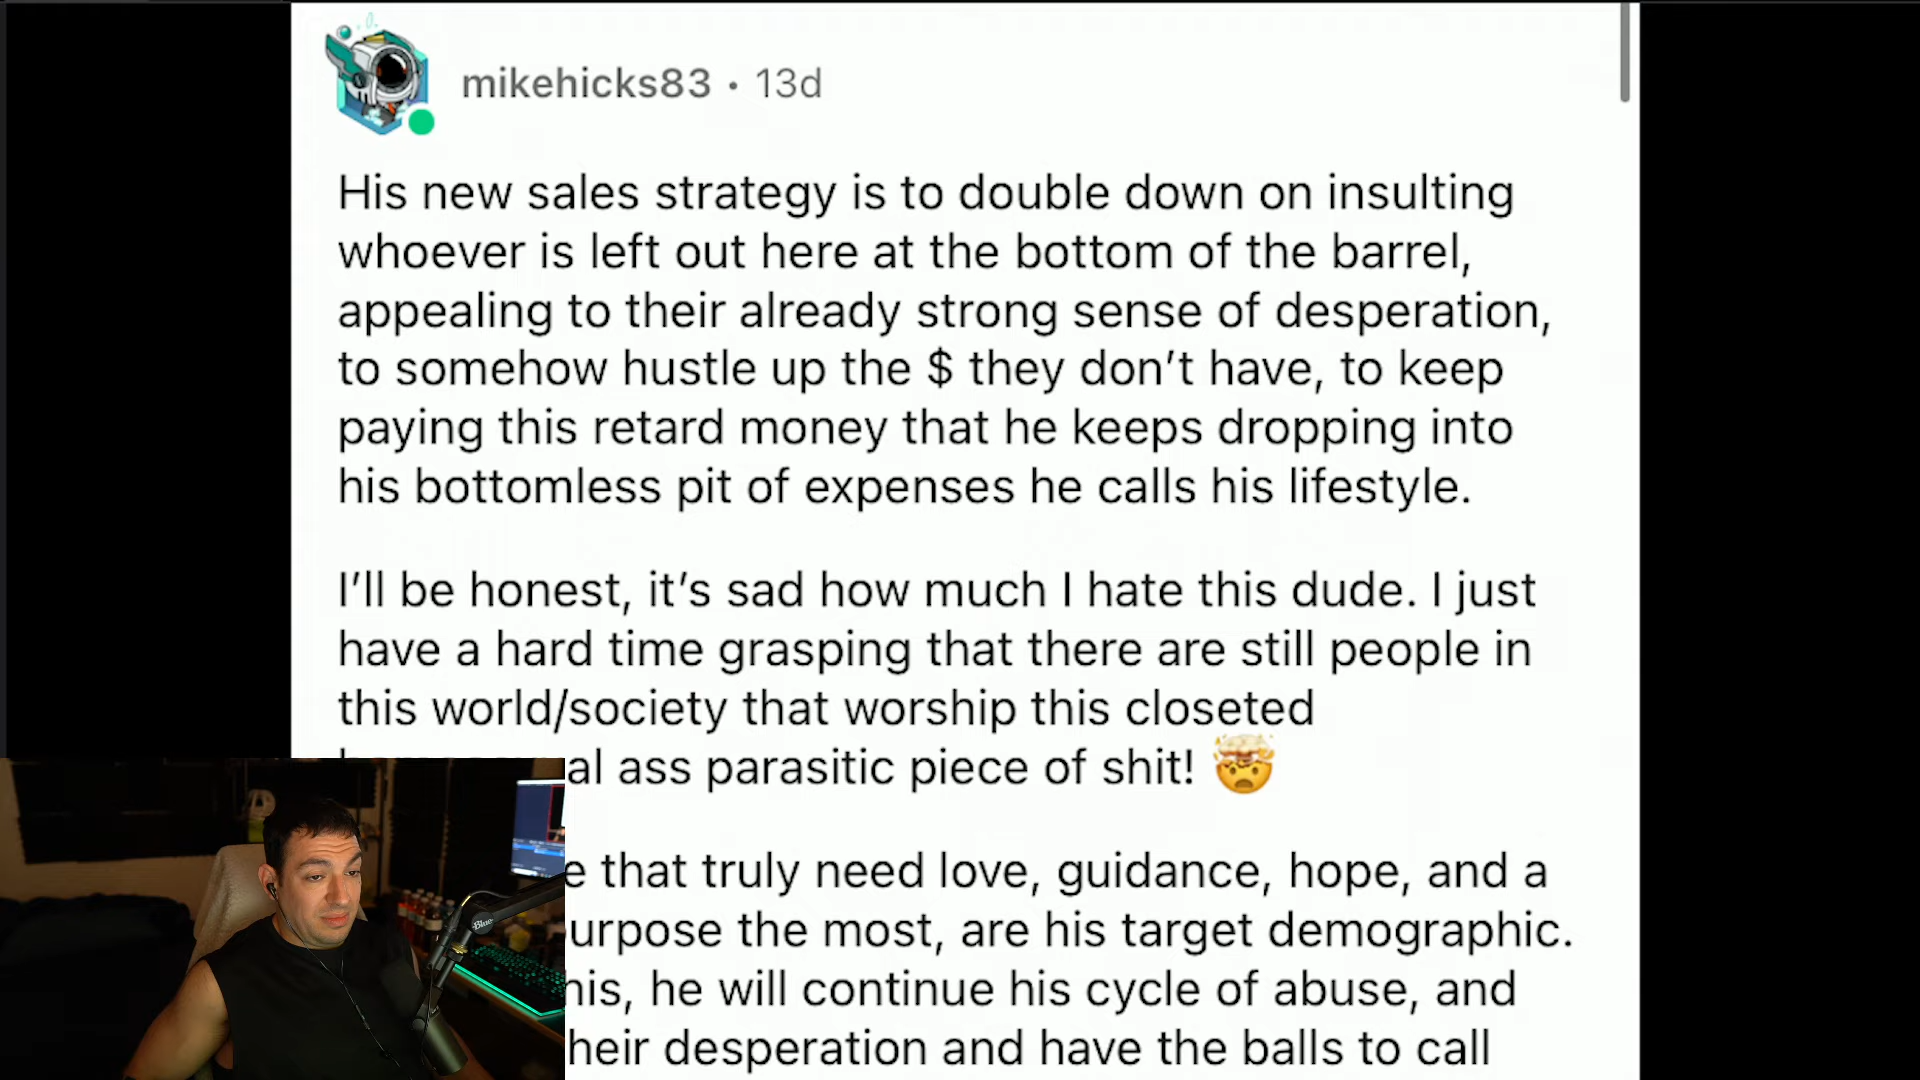 mikehicks83 • 13d
His new sales strategy is to double down on insulting
whoever is left out here at the bottom of the barrel,
appealing to their already strong sense of desperation,
to somehow hustle up the $ they don’t have, to keep
paying this retard money that he keeps dropping into
his bottomless pit of expenses he calls his lifestyle.
I’ll be honest, it’s sad how much I hate this dude. I just
have a hard time grasping that there are still people in
this world/society that worship this closeted
al ass parasitic piece of shit! 🤯
e that truly need love, guidance, hope, and a
urpose the most, are his target demographic.
his, he will continue his cycle of abuse, and
heir desperation and have the balls to call
Blue